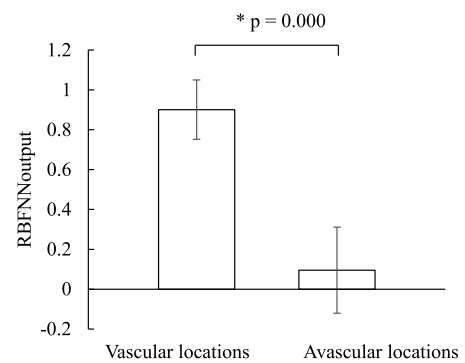 * p = 0.000
1.2
1
0.8
0.6
0.4
0.2
0
-0.2
RBFNNoutput
Vascular locations
Avascular locations